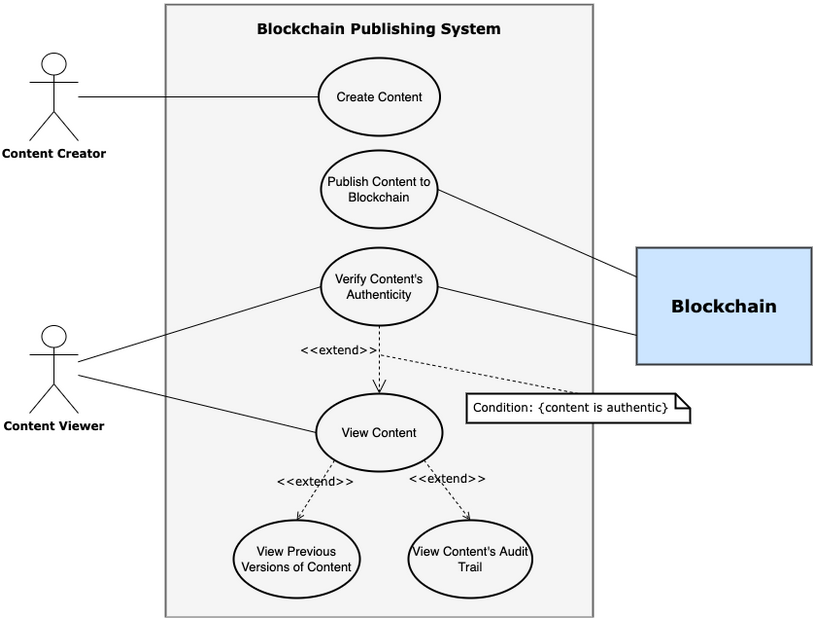 Blockchain Publishing System
Create Content
Content Creator
Publish Content to
Blockchain
Verify Content's
Authenticity
Blockchain
<<extend>>
Condition: {content is authentic}
Content Viewer
View Content
<<extend>>
<<extend>>
View Previous
Versions of Content
View Content's Audit
Trail